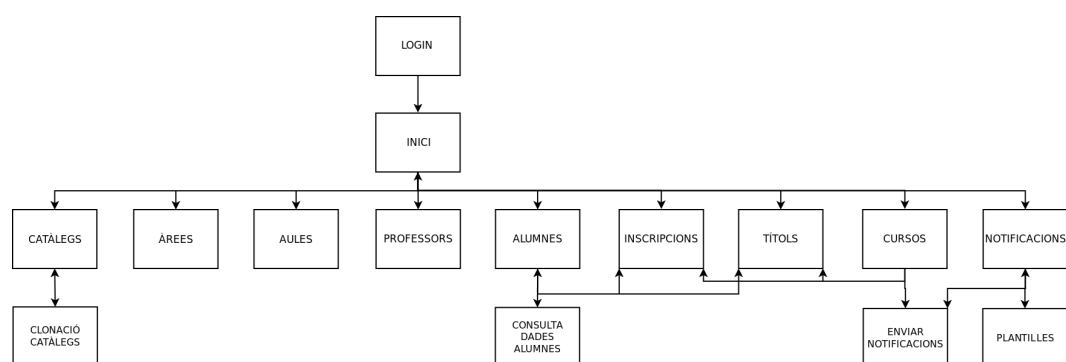 LOGIN
INICI
CATÀLEGS
ÀREES
AULES
PROFESSORS
ALUMNES
INSCRIPCIONS
TÍTOLS
CURSOS
NOTIFICACIONS
CLONACIÓ
CATÀLEGS
CONSULTA
DADES
ALUMNES
ENVIAR
NOTIFICACIONS
PLANTILLES